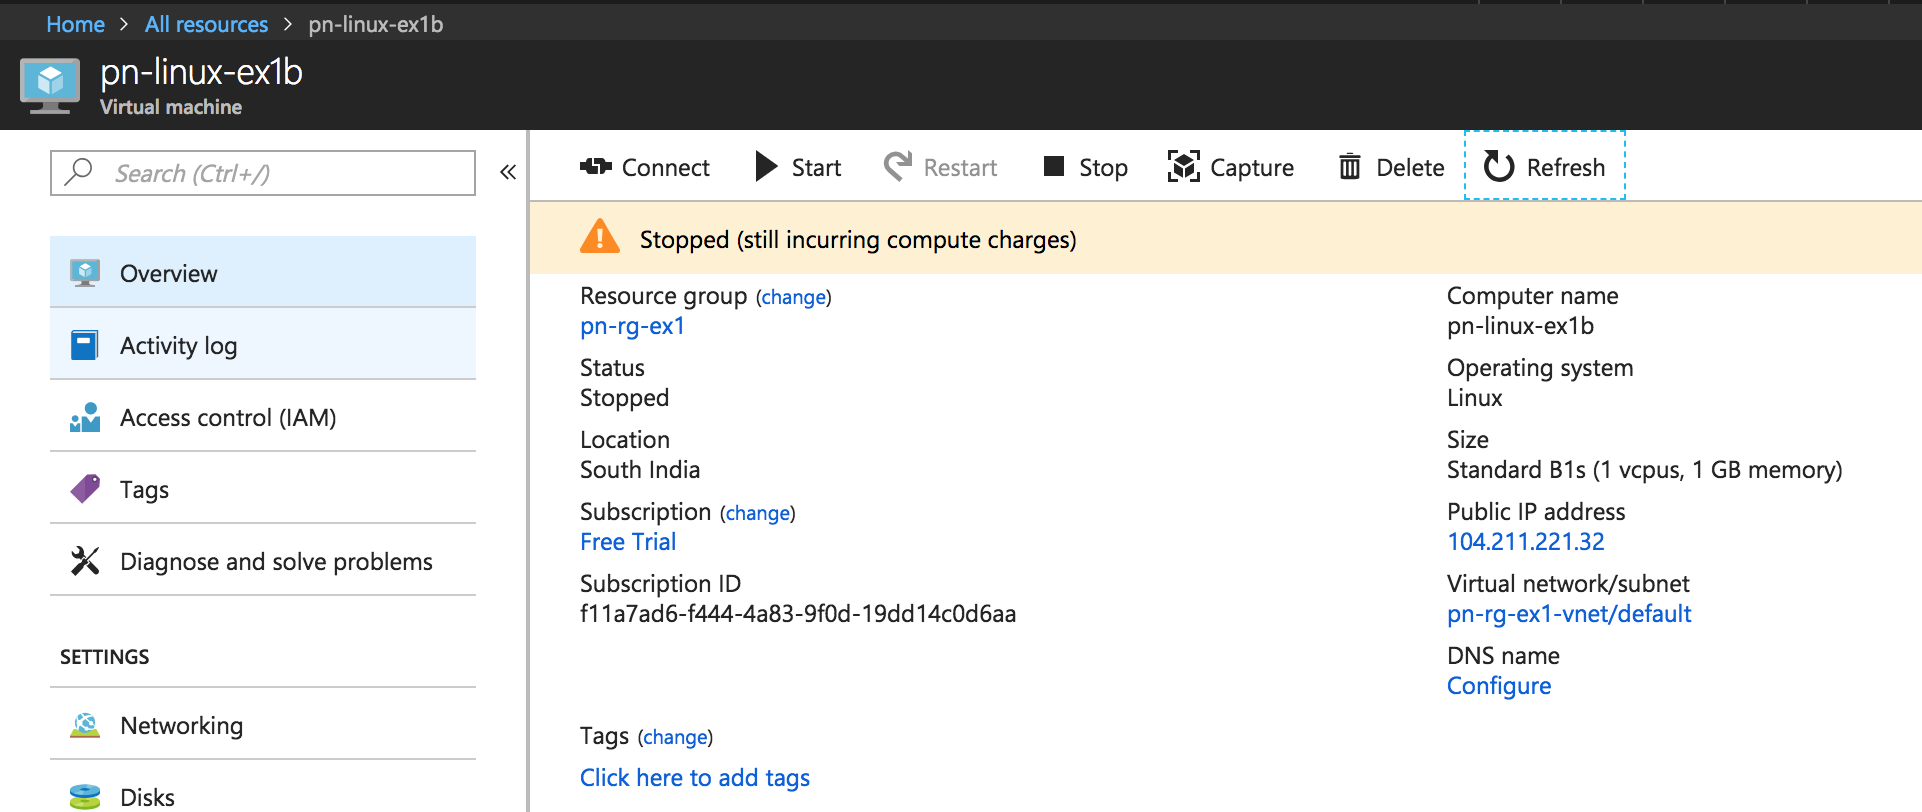 Home > All resources > pn-linux-ex1b
pn-linux-ex1b
Virtual machine
Search (Ctrl+/)
«
Connect Start Restart Stop Capture Delete Refresh
Stopped (still incurring compute charges)
Overview
Activity log
Access control (IAM)
Tags
Diagnose and solve problems
SETTINGS
Networking
Disks
Resource group (change)
pn-rg-ex1
Status
Stopped
Location
South India
Subscription (change)
Free Trial
Subscription ID
f11a7ad6-f444-4a83-9f0d-19dd14c0d6aa
Computer name
pn-linux-ex1b
Operating system
Linux
Size
Standard B1s (1 vcpus, 1 GB memory)
Public IP address
104.211.221.32
Virtual network/subnet
pn-rg-ex1-vnet/default
DNS name
Configure
Tags (change)
Click here to add tags